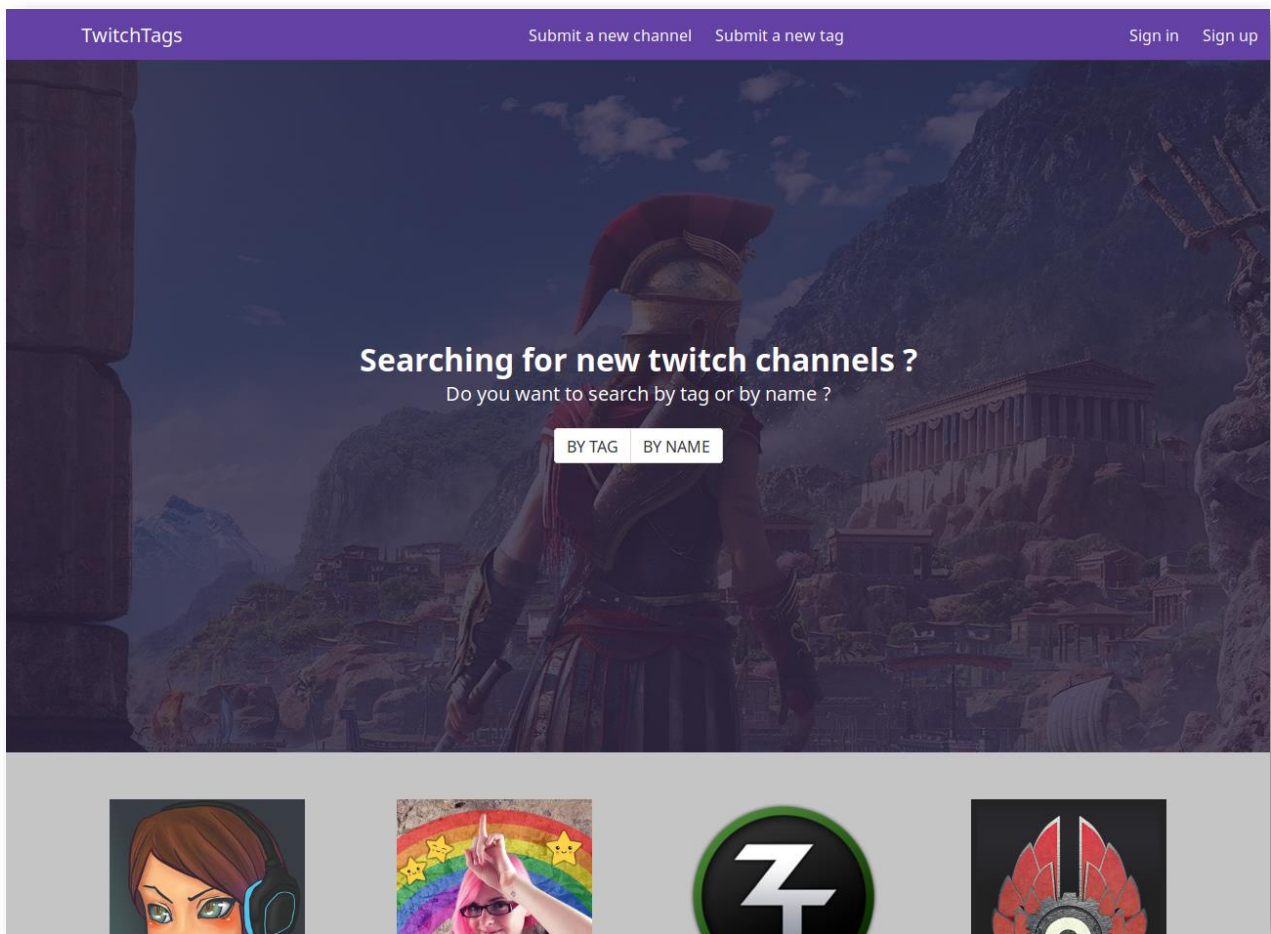 TwitchTags
Submit a new channel
Submit a new tag
Sign in
Sign up
Searching for new twitch channels ?
Do you want to search by tag or by name ?
BY TAG
BY NAME